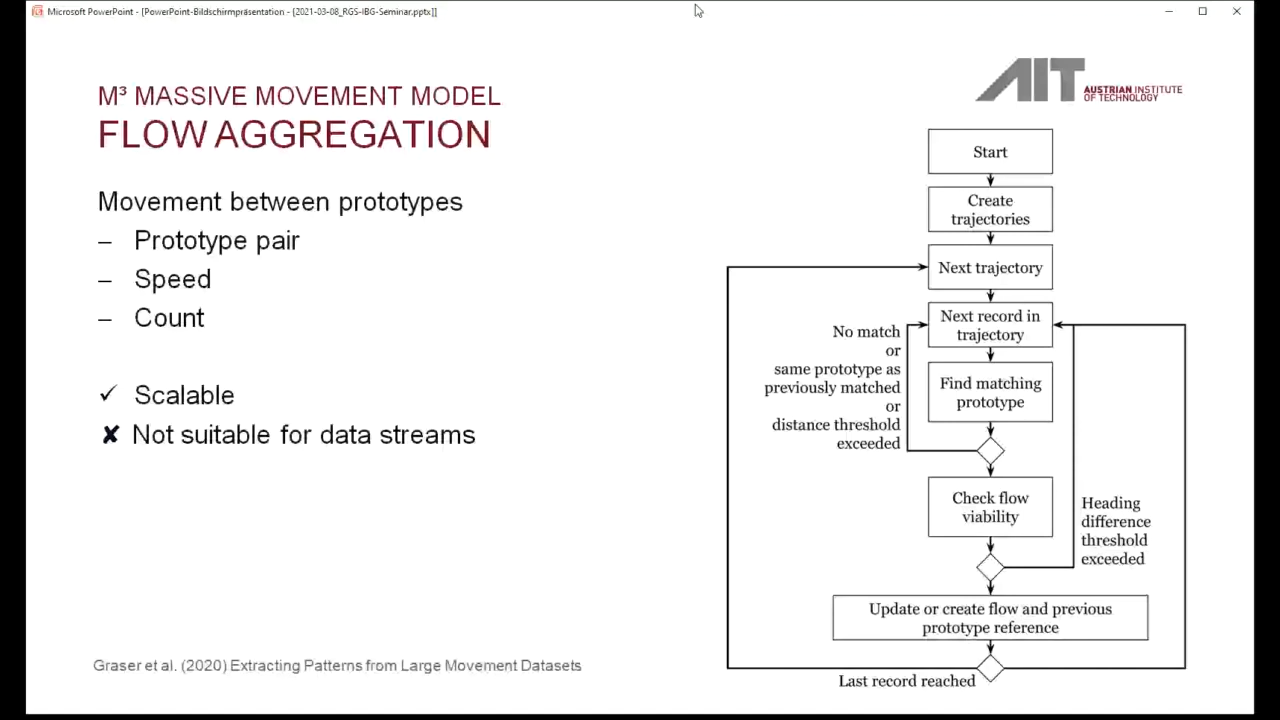 Microsoft PowerPoint - [PowerPoint-Bildschirmpräsentation - [2021-03-08_RGS-IBG-Seminar.pptx]]
M³ MASSIVE MOVEMENT MODEL
FLOW AGGREGATION
AIT AUSTRIAN INSTITUTE
OF TECHNOLOGY
Movement between prototypes
– Prototype pair
– Speed
– Count
✓ Scalable
✘ Not suitable for data streams
Graser et al. (2020) Extracting Patterns from Large Movement Datasets
Start
Create
trajectories
Next trajectory
Next record in
trajectory
No match
or
same prototype as
previously matched
or
distance threshold
exceeded
Find matching
prototype
Check flow
viability
Heading
difference
threshold
exceeded
Update or create flow and previous
prototype reference
Last record reached